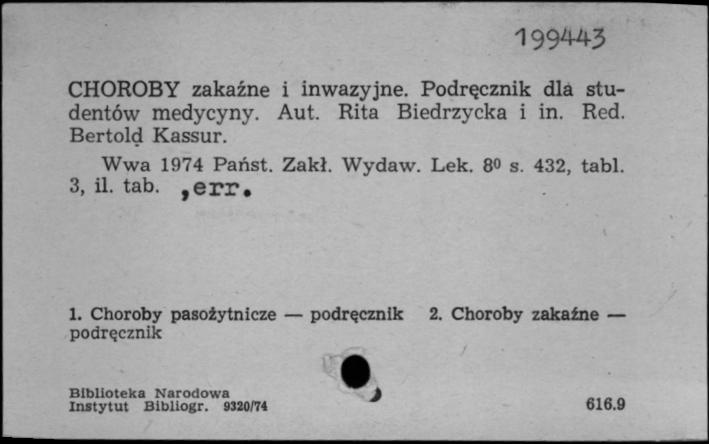 199443
CHOROBY zakaźne i inwazyjne. Podręcznik dla stu-
dentów medycyny. Aut. Rita Biedrzycka i in. Red.
Bertold Kassur.
Wwa 1974 Państ. Zakł. Wydaw. Lek. 8⁰ s. 432, tabl.
3, il. tab. ,err.
1. Choroby pasożytnicze — podręcznik 2. Choroby zakaźne —
podręcznik
Biblioteka Narodowa
Instytut Bibliogr. 9320/74 616.9